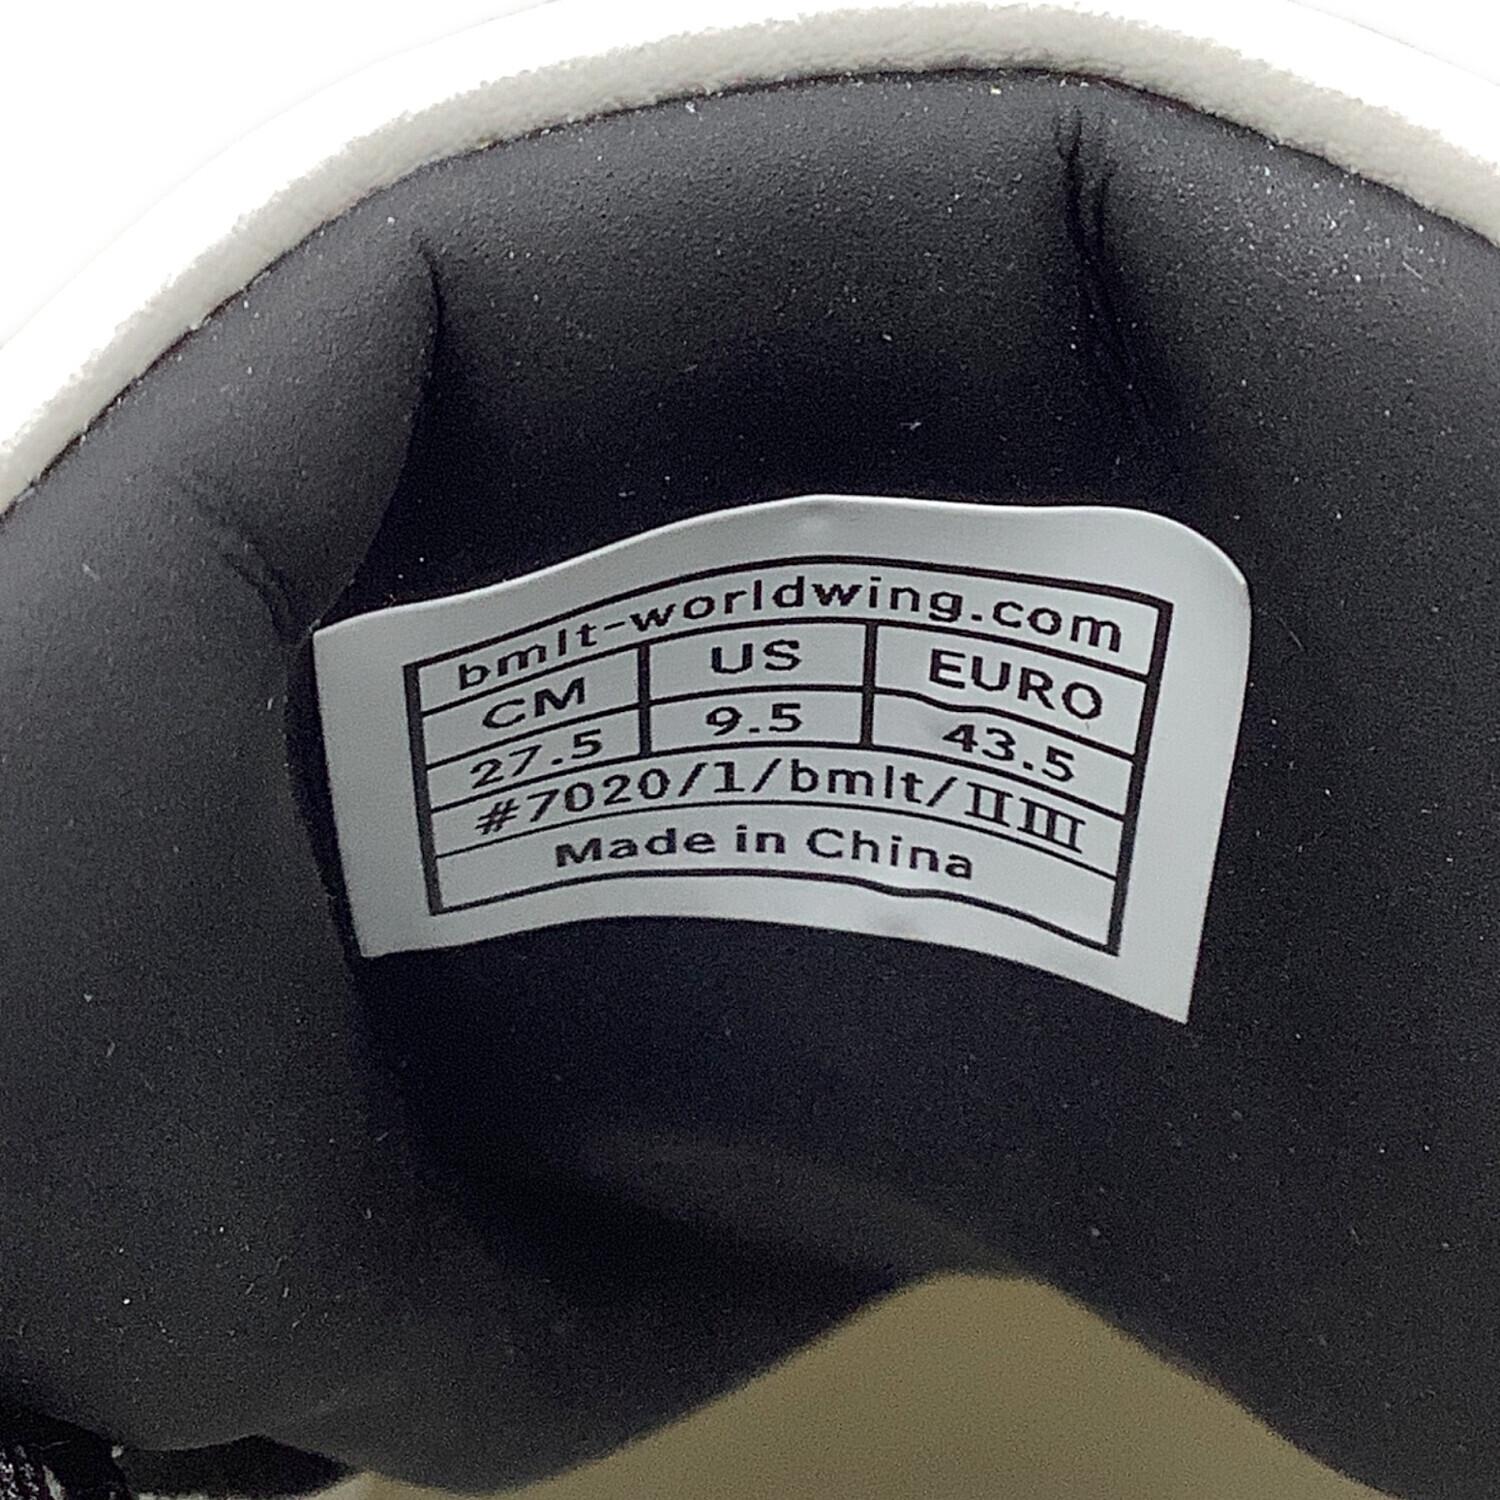 bmlt-worldwing.com
CM US EURO
27.5 9.5 43.5
#7020/1/bmlt/ⅡⅢ
Made in China